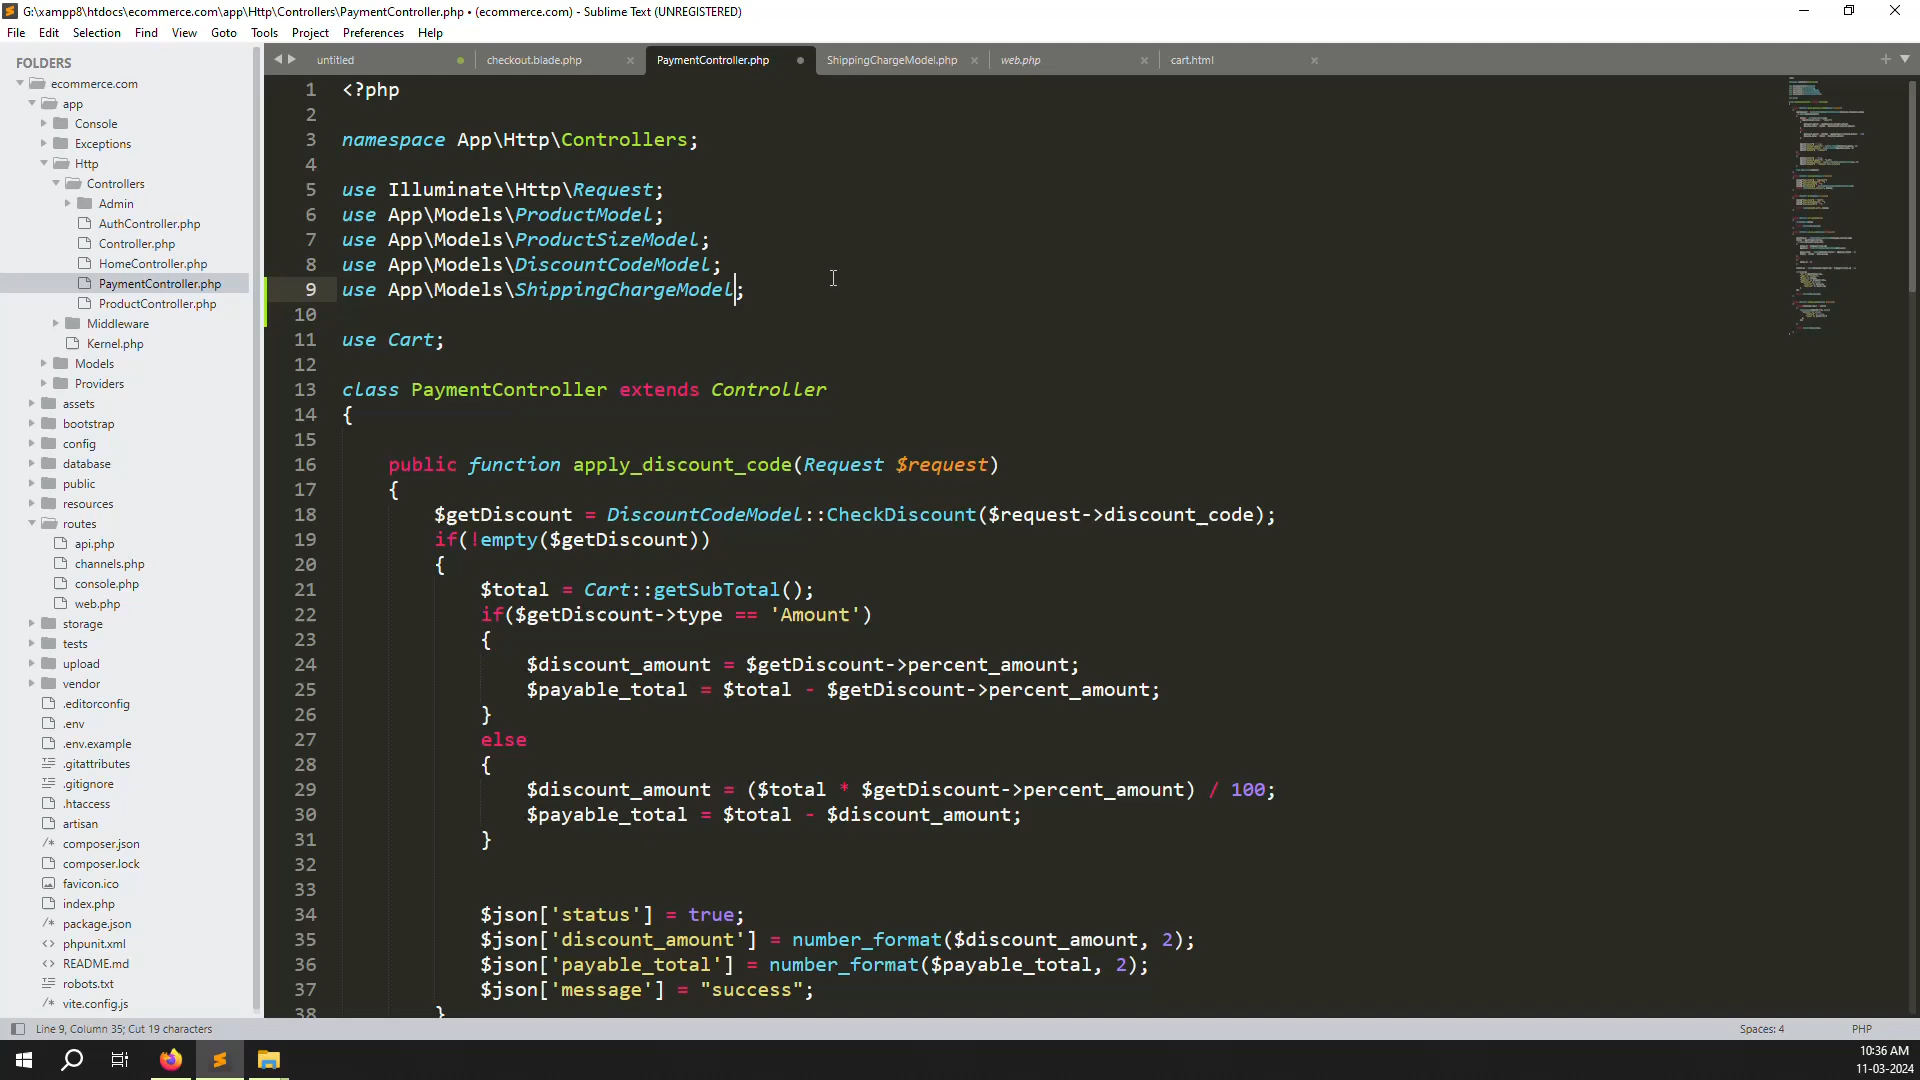 G:\xampp8\htdocs\ecommerce.com\app\Http\Controllers\PaymentController.php • (ecommerce.com) - Sublime Text (UNREGISTERED)
File Edit Selection Find View Goto Tools Project Preferences Help
FOLDERS
ecommerce.com
app
Console
Exceptions
Http
Controllers
Admin
AuthController.php
Controller.php
HomeController.php
PaymentController.php
ProductController.php
Middleware
Kernel.php
Models
Providers
assets
bootstrap
config
database
public
resources
routes
api.php
channels.php
console.php
web.php
storage
tests
upload
vendor
.editorconfig
.env
.env.example
.gitattributes
.gitignore
.htaccess
artisan
composer.json
composer.lock
favicon.ico
index.php
package.json
phpunit.xml
README.md
robots.txt
vite.config.js
untitled checkout.blade.php PaymentController.php ShippingChargeModel.php web.php cart.html
1 <?php
2
3 namespace App\Http\Controllers;
4
5 use Illuminate\Http\Request;
6 use App\Models\ProductModel;
7 use App\Models\ProductSizeModel;
8 use App\Models\DiscountCodeModel;
9 use App\Models\ShippingChargeModel;
10
11 use Cart;
12
13 class PaymentController extends Controller
14 {
15
16 public function apply_discount_code(Request $request)
17 {
18 $getDiscount = DiscountCodeModel::CheckDiscount($request->discount_code);
19 if(!empty($getDiscount))
20 {
21 $total = Cart::getSubTotal();
22 if($getDiscount->type == 'Amount')
23 {
24 $discount_amount = $getDiscount->percent_amount;
25 $payable_total = $total - $getDiscount->percent_amount;
26 }
27 else
28 {
29 $discount_amount = ($total * $getDiscount->percent_amount) / 100;
30 $payable_total = $total - $discount_amount;
31 }
32
33
34 $json['status'] = true;
35 $json['discount_amount'] = number_format($discount_amount, 2);
36 $json['payable_total'] = number_format($payable_total, 2);
37 $json['message'] = "success";
38 }
Line 9, Column 35; Cut 19 characters Spaces: 4 PHP
10:36 AM
11-03-2024